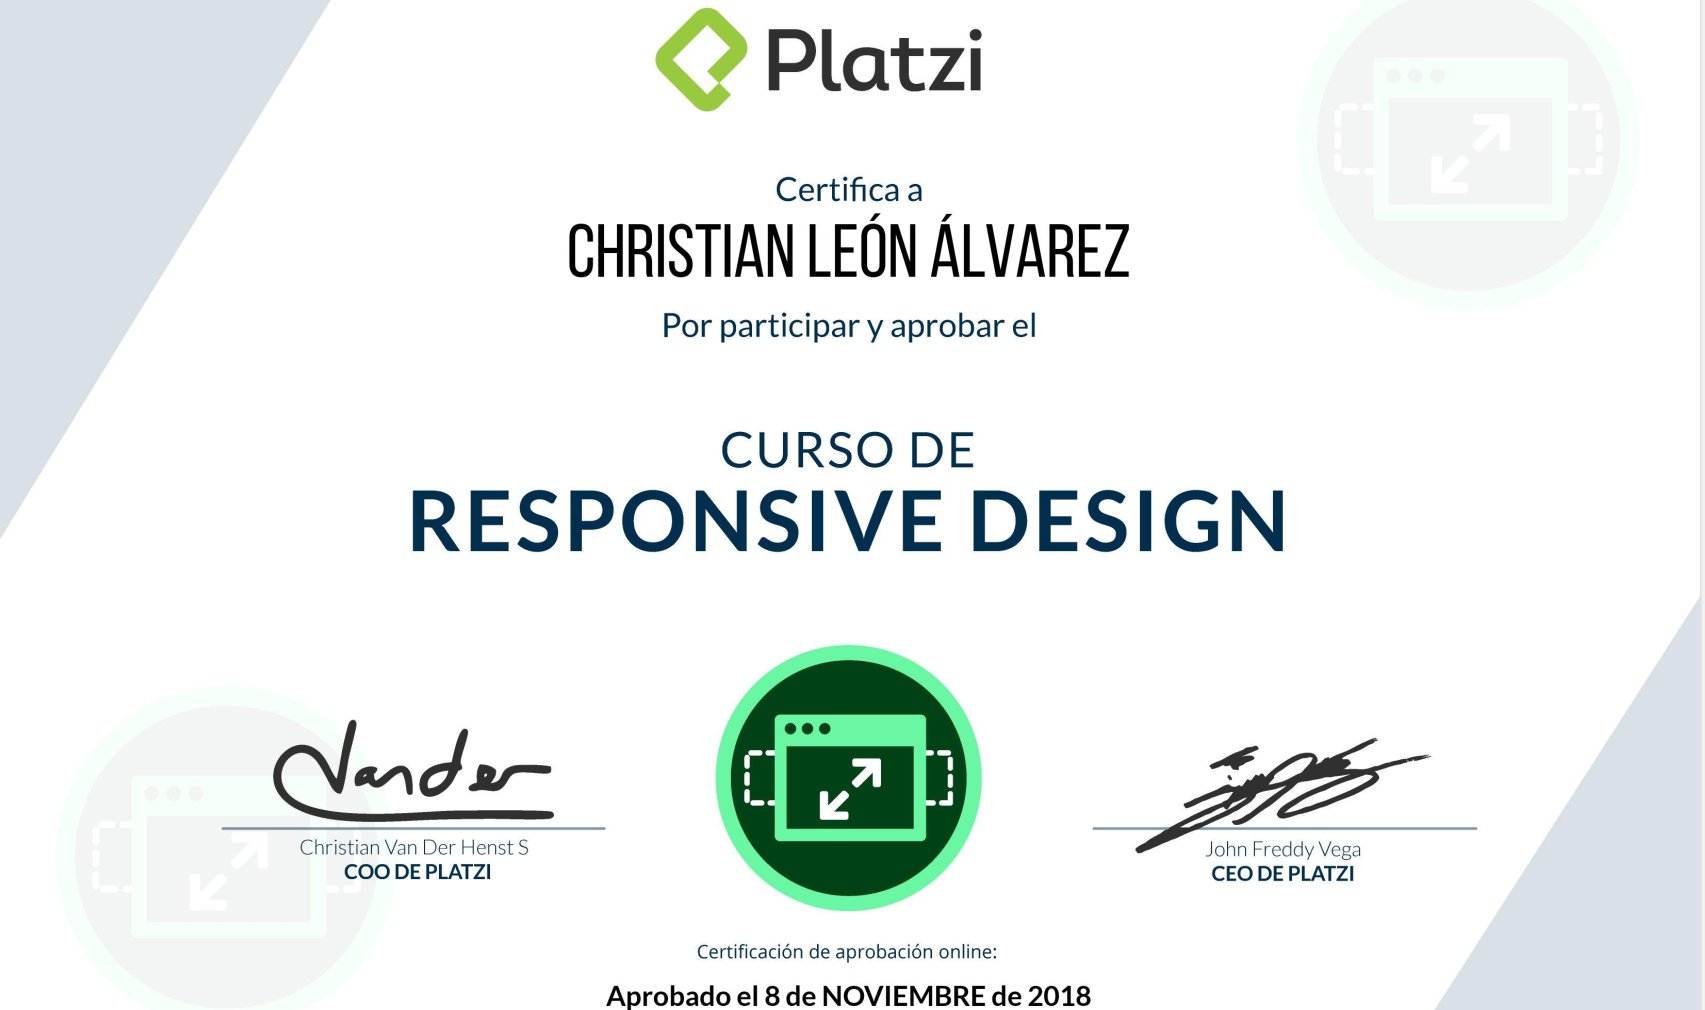 Platzi
Certifica a
CHRISTIAN LEÓN ÁLVAREZ
Por participar y aprobar el
CURSO DE
RESPONSIVE DESIGN
Vander
Christian Van Der Henst S
COO DE PLATZI
John Freddy Vega
CEO DE PLATZI
Certificación de aprobación online:
Aprobado el 8 de NOVIEMBRE de 2018